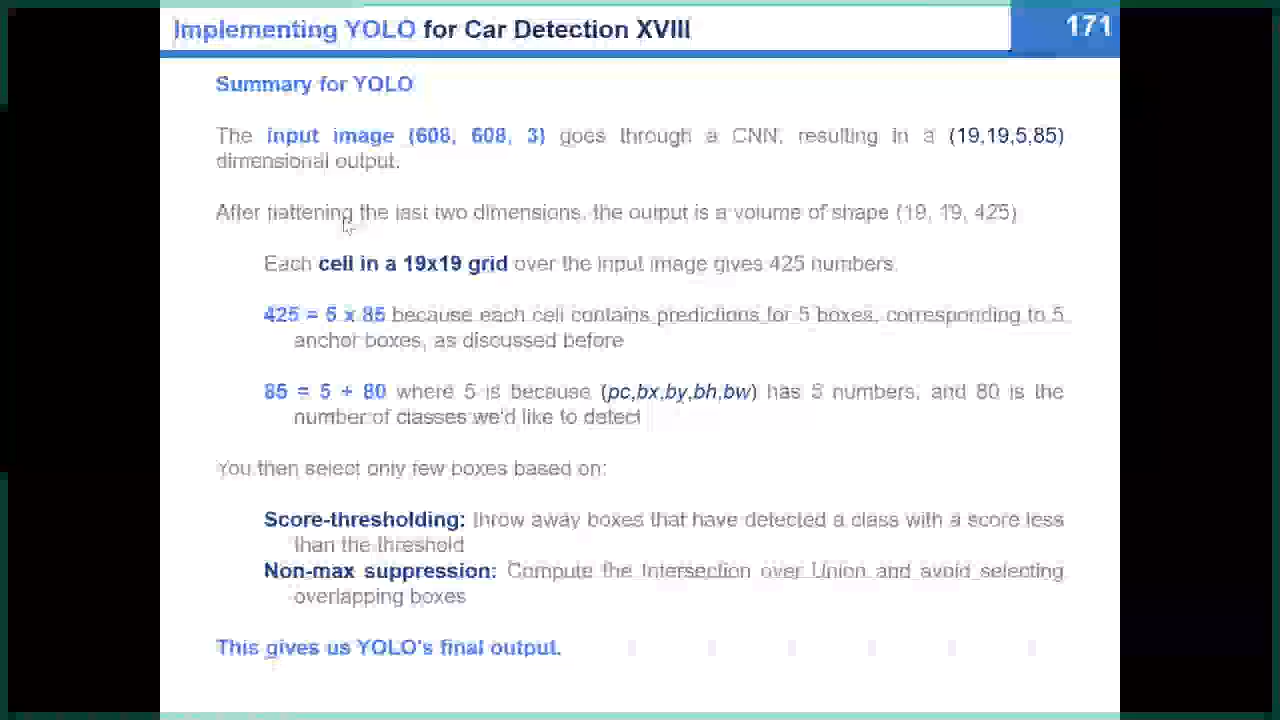 Implementing YOLO for Car Detection XVIII
171
Summary for YOLO
The input image (608, 608, 3) goes through a CNN, resulting in a (19,19,5,85)
dimensional output.
After flattening the last two dimensions, the output is a volume of shape (19, 19, 425)
Each cell in a 19x19 grid over the input image gives 425 numbers.
425 = 5 x 85 because each cell contains predictions for 5 boxes, corresponding to 5
anchor boxes, as discussed before
85 = 5 + 80 where 5 is because (pc,bx,by,bh,bw) has 5 numbers, and 80 is the
number of classes we'd like to detect
You then select only few boxes based on:
Score-thresholding: throw away boxes that have detected a class with a score less
than the threshold
Non-max suppression: Compute the Intersection over Union and avoid selecting
overlapping boxes
This gives us YOLO's final output.